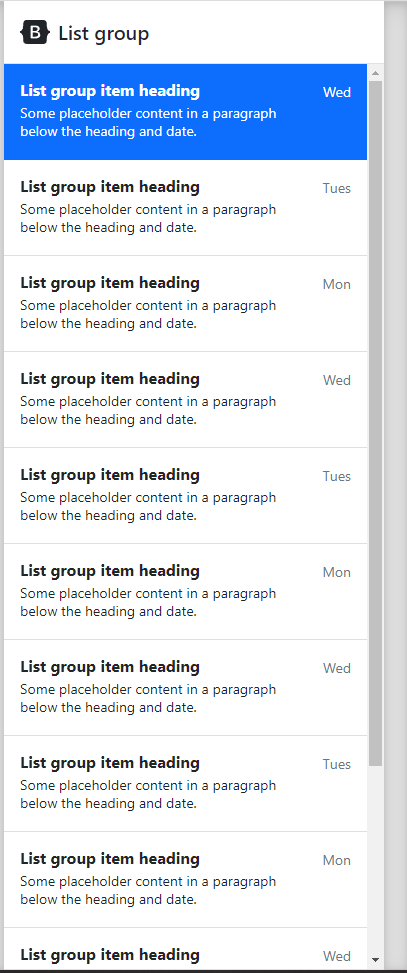 B List group
List group item heading Wed
Some placeholder content in a paragraph
below the heading and date.
List group item heading Tues
Some placeholder content in a paragraph
below the heading and date.
List group item heading Mon
Some placeholder content in a paragraph
below the heading and date.
List group item heading Wed
Some placeholder content in a paragraph
below the heading and date.
List group item heading Tues
Some placeholder content in a paragraph
below the heading and date.
List group item heading Mon
Some placeholder content in a paragraph
below the heading and date.
List group item heading Wed
Some placeholder content in a paragraph
below the heading and date.
List group item heading Tues
Some placeholder content in a paragraph
below the heading and date.
List group item heading Mon
Some placeholder content in a paragraph
below the heading and date.
List group item heading Wed